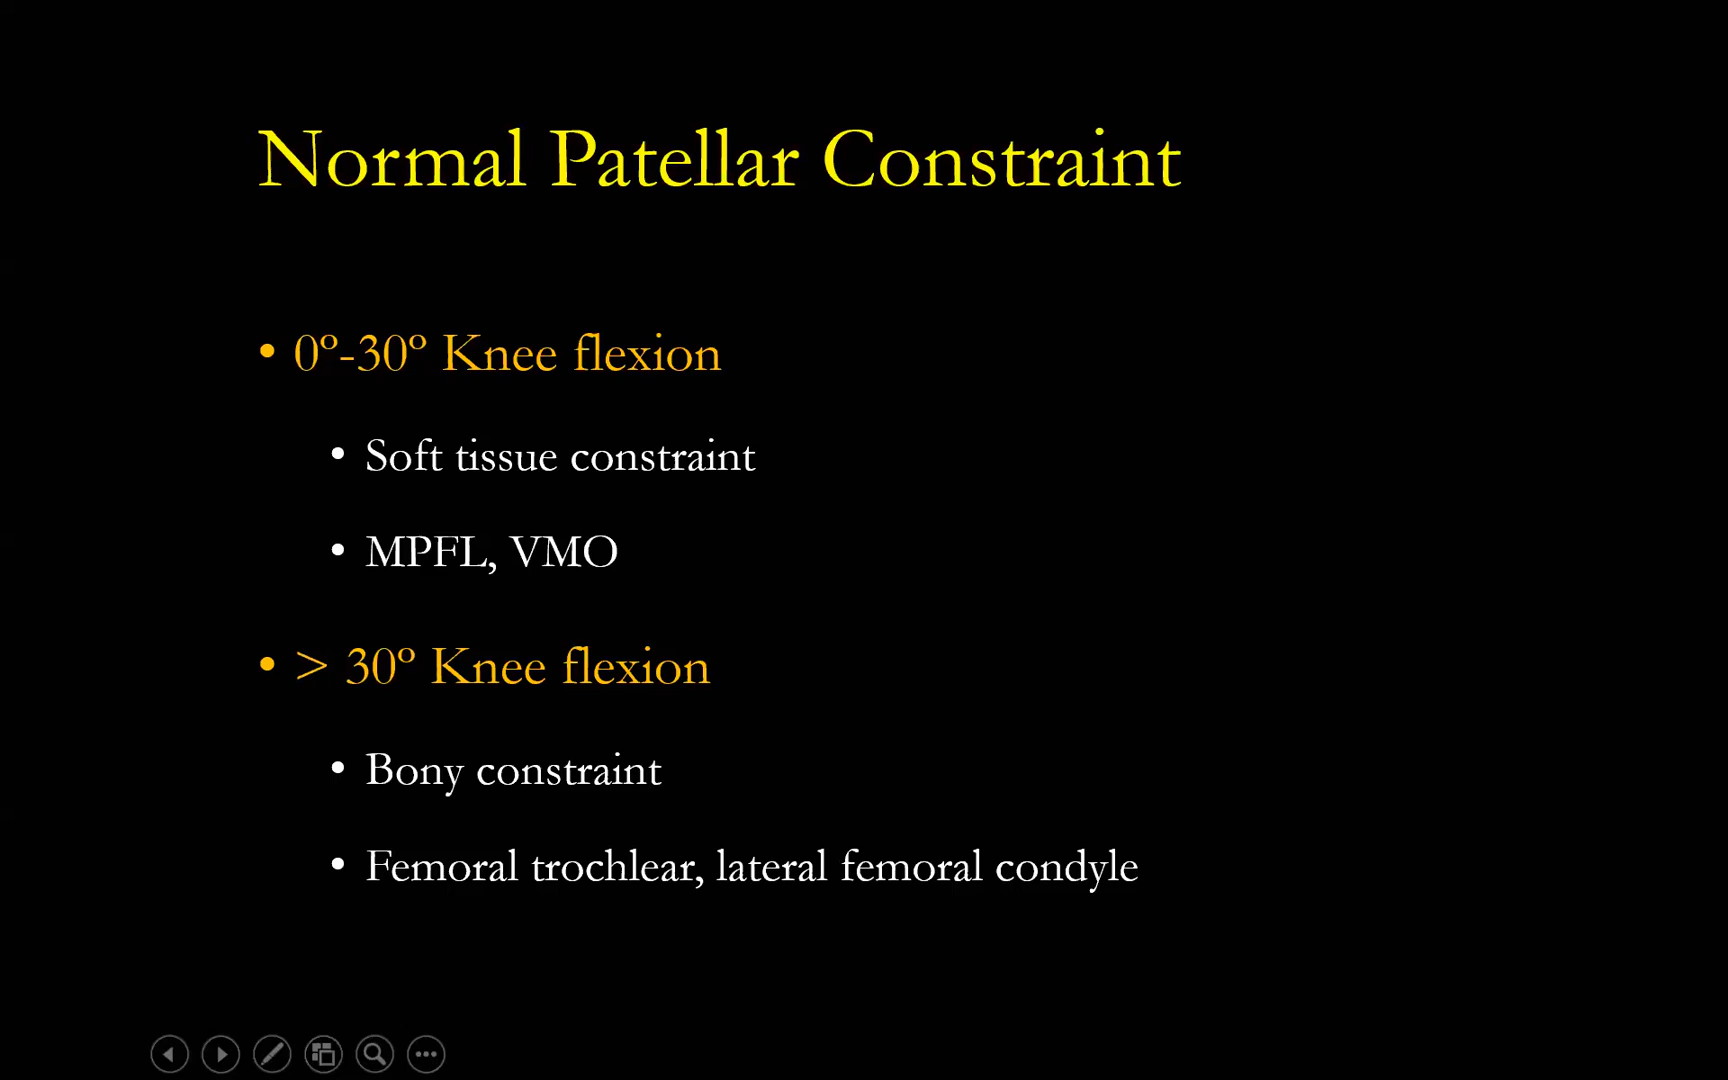 Normal Patellar Constraint
• 0º-30º Knee flexion
• Soft tissue constraint
• MPFL, VMO
• > 30º Knee flexion
• Bony constraint
• Femoral trochlear, lateral femoral condyle